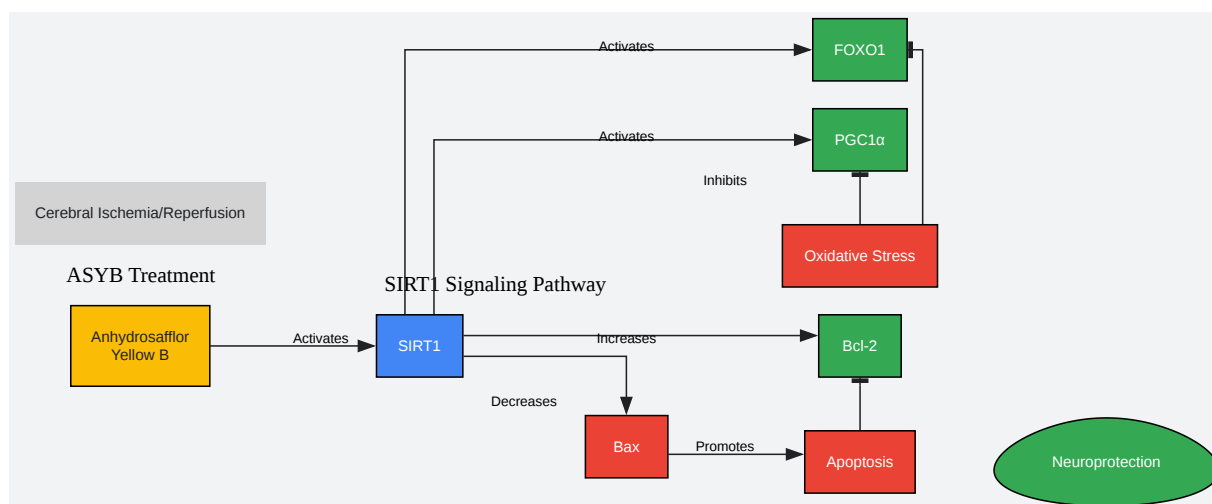 Activates
FOXO1
Activates
PGC1α
Inhibits
Cerebral Ischemia/Reperfusion
Oxidative Stress
ASYB Treatment
SIRT1 Signaling Pathway
Anhydrosafflor
Yellow B
Activates
SIRT1
Increases
Bcl-2
Decreases
Bax
Promotes
Apoptosis
Neuroprotection